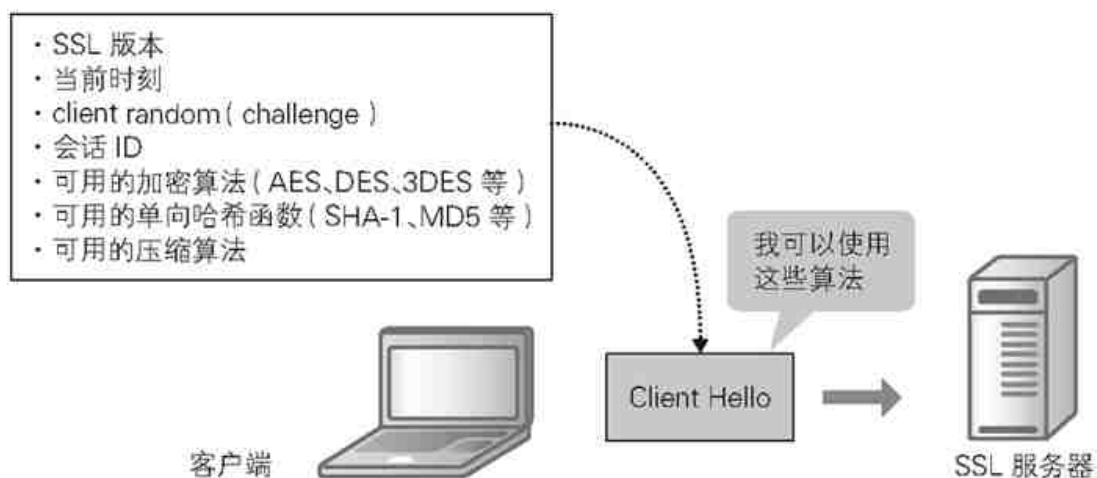 · SSL 版本
· 当前时刻
· client random ( challenge )
· 会话 ID
· 可用的加密算法 ( AES、DES、3DES 等 )
· 可用的单向哈希函数 ( SHA-1、MD5 等 )
· 可用的压缩算法
我可以使用
这些算法
Client Hello
客户端
SSL 服务器